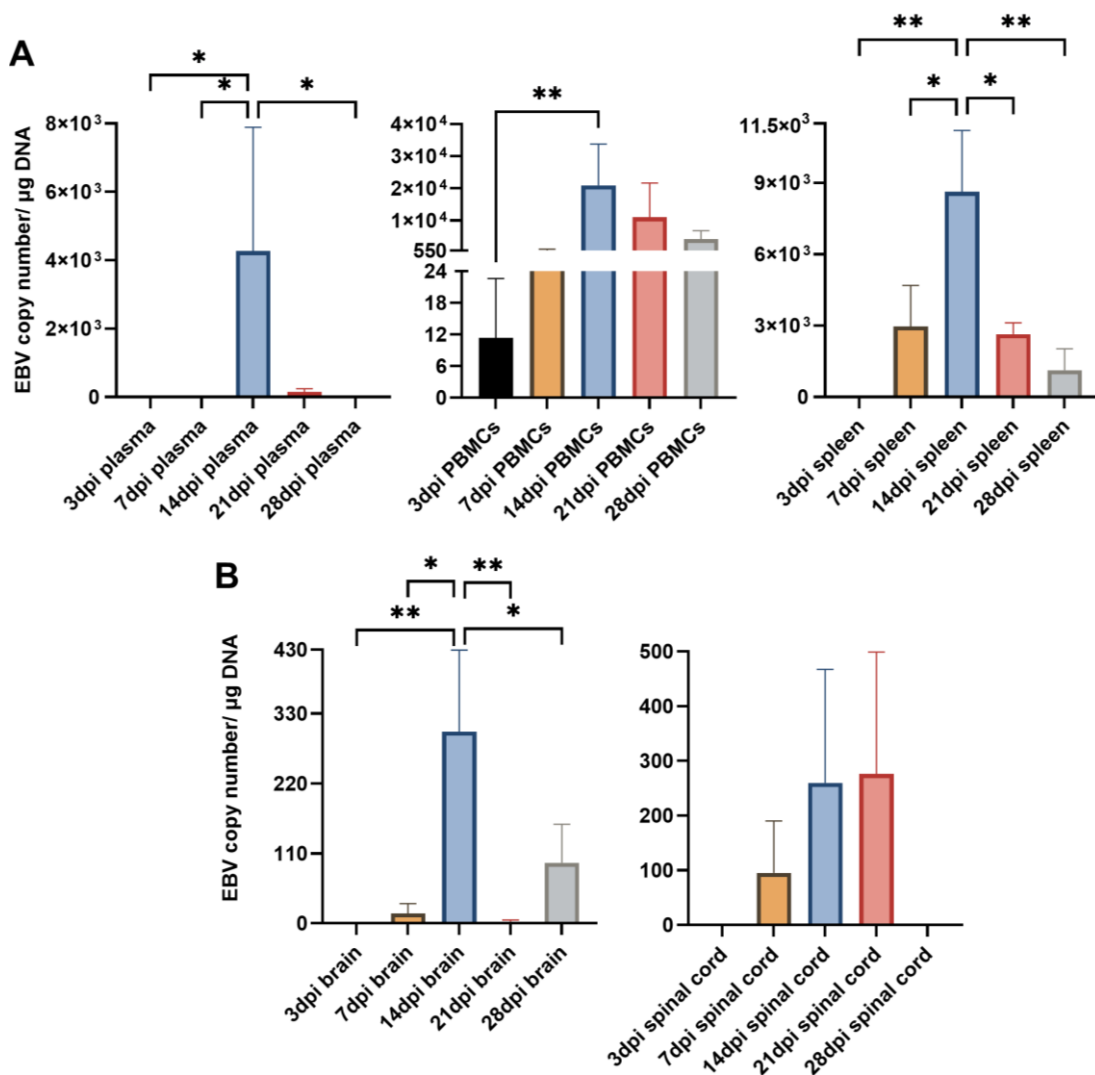 A
* * *
EBV copy number/ µg DNA
8×10³
6×10³
4×10³
2×10³
0
3dpi plasma
7dpi plasma
14dpi plasma
21dpi plasma
28dpi plasma
**
4×10⁴
3×10⁴
2×10⁴
1×10⁴
550
24
18
12
6
0
3dpi PBMCs
7dpi PBMCs
14dpi PBMCs
21dpi PBMCs
28dpi PBMCs
** **
* *
11.5×0³
9×10³
6×10³
3×10³
0
3dpi spleen
7dpi spleen
14dpi spleen
21dpi spleen
28dpi spleen
B
* **
** *
EBV copy number/ µg DNA
430
330
220
110
0
3dpi brain
7dpi brain
14dpi brain
21dpi brain
28dpi brain
500
400
300
200
100
0
3dpi spinal cord
7dpi spinal cord
14dpi spinal cord
21dpi spinal cord
28dpi spinal cord